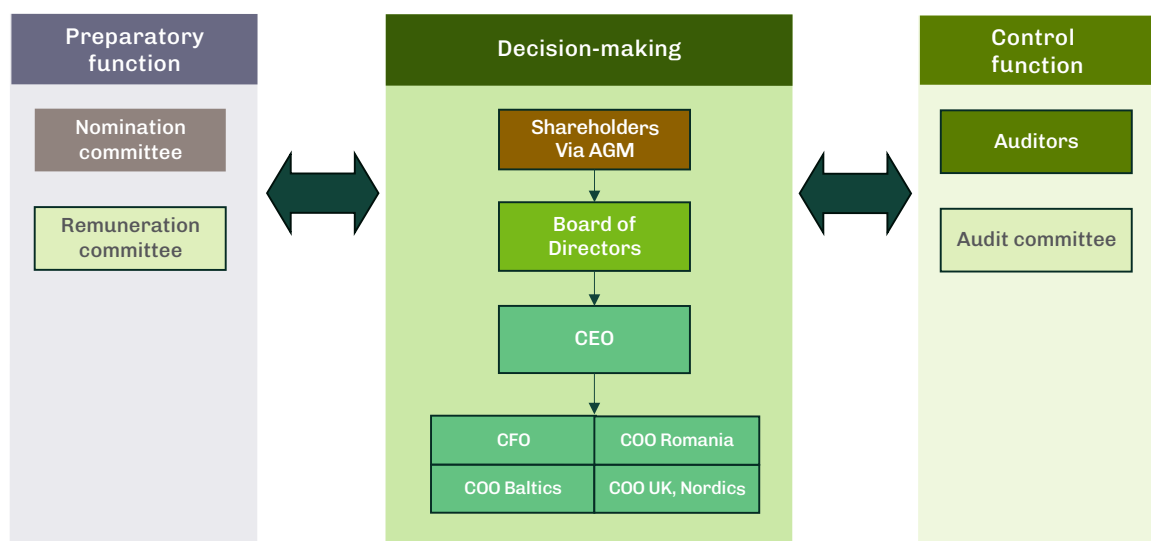 Preparatory
function
Nomination
committee
Remuneration
committee
Decision-making
Shareholders
Via AGM
Board of
Directors
CEO
CFO
COO Romania
COO Baltics
COO UK, Nordics
Control
function
Auditors
Audit committee